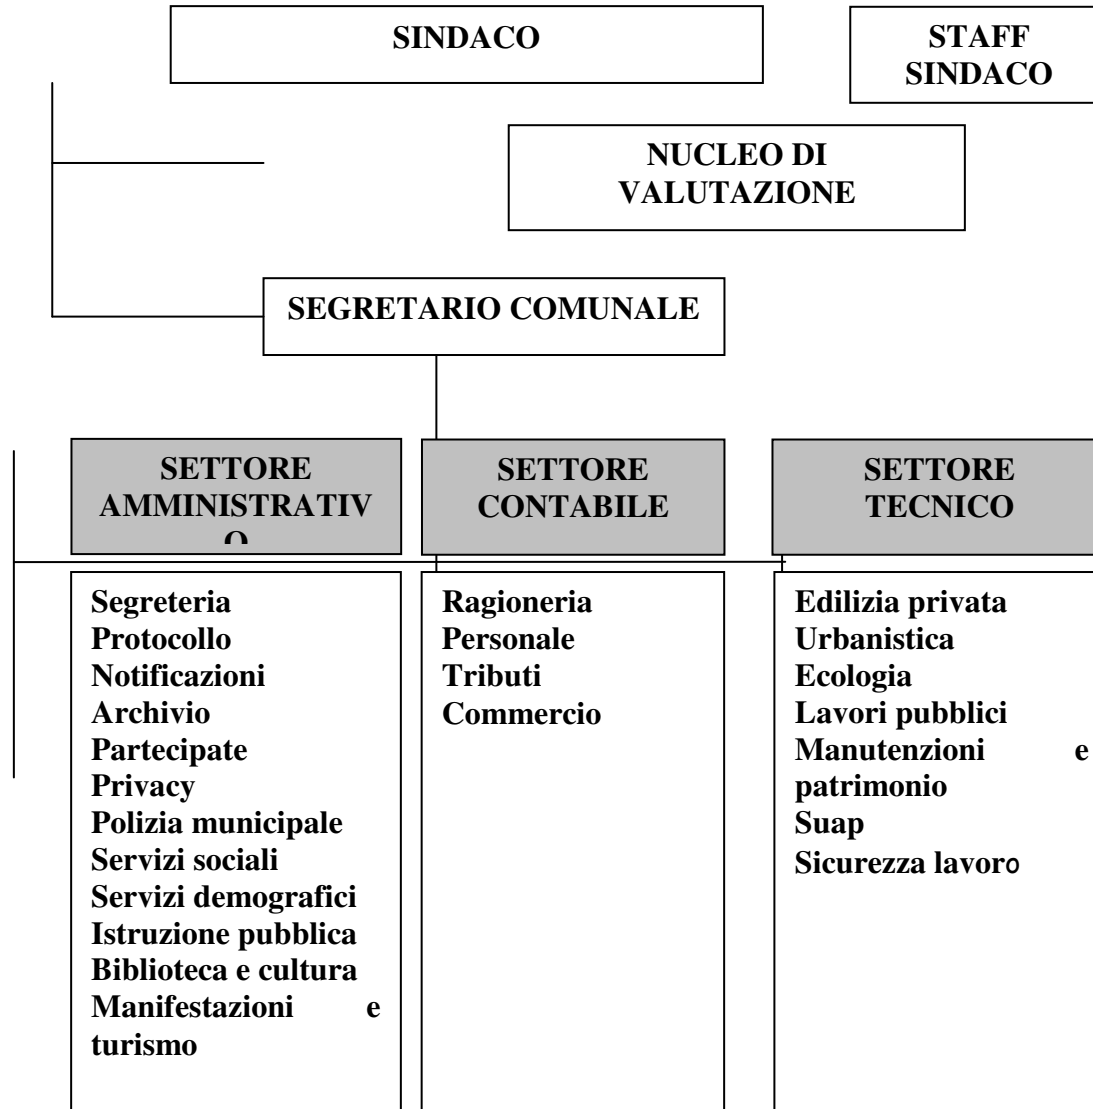 SINDACO
STAFF
SINDACO
NUCLEO DI
VALUTAZIONE
SEGRETARIO COMUNALE
SETTORE
AMMINISTRATIV
O
SETTORE
CONTABILE
SETTORE
TECNICO
Segreteria
Protocollo
Notificazioni
Archivio
Partecipate
Privacy
Polizia municipale
Servizi sociali
Servizi demografici
Istruzione pubblica
Biblioteca e cultura
Manifestazioni e
turismo
Ragioneria
Personale
Tributi
Commercio
Edilizia privata
Urbanistica
Ecologia
Lavori pubblici
Manutenzioni e
patrimonio
Suap
Sicurezza lavoro